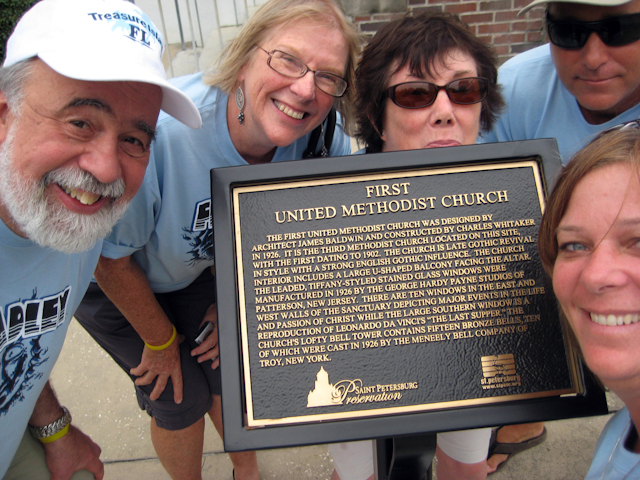 Treasure Is
FL
FIRST
UNITED METHODIST CHURCH
THE FIRST UNITED METHODIST CHURCH WAS DESIGNED BY
ARCHITECT JAMES BALDWIN AND CONSTRUCTED BY CHARLES WHITAKER
IN 1926. IT IS THE THIRD METHODIST CHURCH LOCATED ON THIS SITE,
WITH THE FIRST DATING TO 1902. THE CHURCH IS LATE GOTHIC REVIVAL
IN STYLE WITH A STRONG ENGLISH GOTHIC INFLUENCE. THE CHURCH
INTERIOR INCLUDES A LARGE U-SHAPED BALCONY FACING THE ALTAR.
THE LEADED, TIFFANY-STYLED STAINED GLASS WINDOWS WERE
MANUFACTURED IN 1926 BY THE GEORGE HARDY PAYNE STUDIOS OF
PATTERSON, NEW JERSEY. THERE ARE TEN WINDOWS IN THE EAST AND
WEST WALLS OF THE SANCTUARY DEPICTING MAJOR EVENTS IN THE LIFE
AND PASSION OF CHRIST WHILE THE LARGE SOUTHERN WINDOW IS A
REPRODUCTION OF LEONARDO DA VINCI'S "THE LAST SUPPER." THE
CHURCH'S LOFTY BELL TOWER CONTAINS FIFTEEN BRONZE BELLS, TEN
OF WHICH WERE CAST IN 1926 BY THE MENEELY BELL COMPANY OF
TROY, NEW YORK.
SAINT PETERSBURG
Preservation
st.petersburg
www.stpete.org